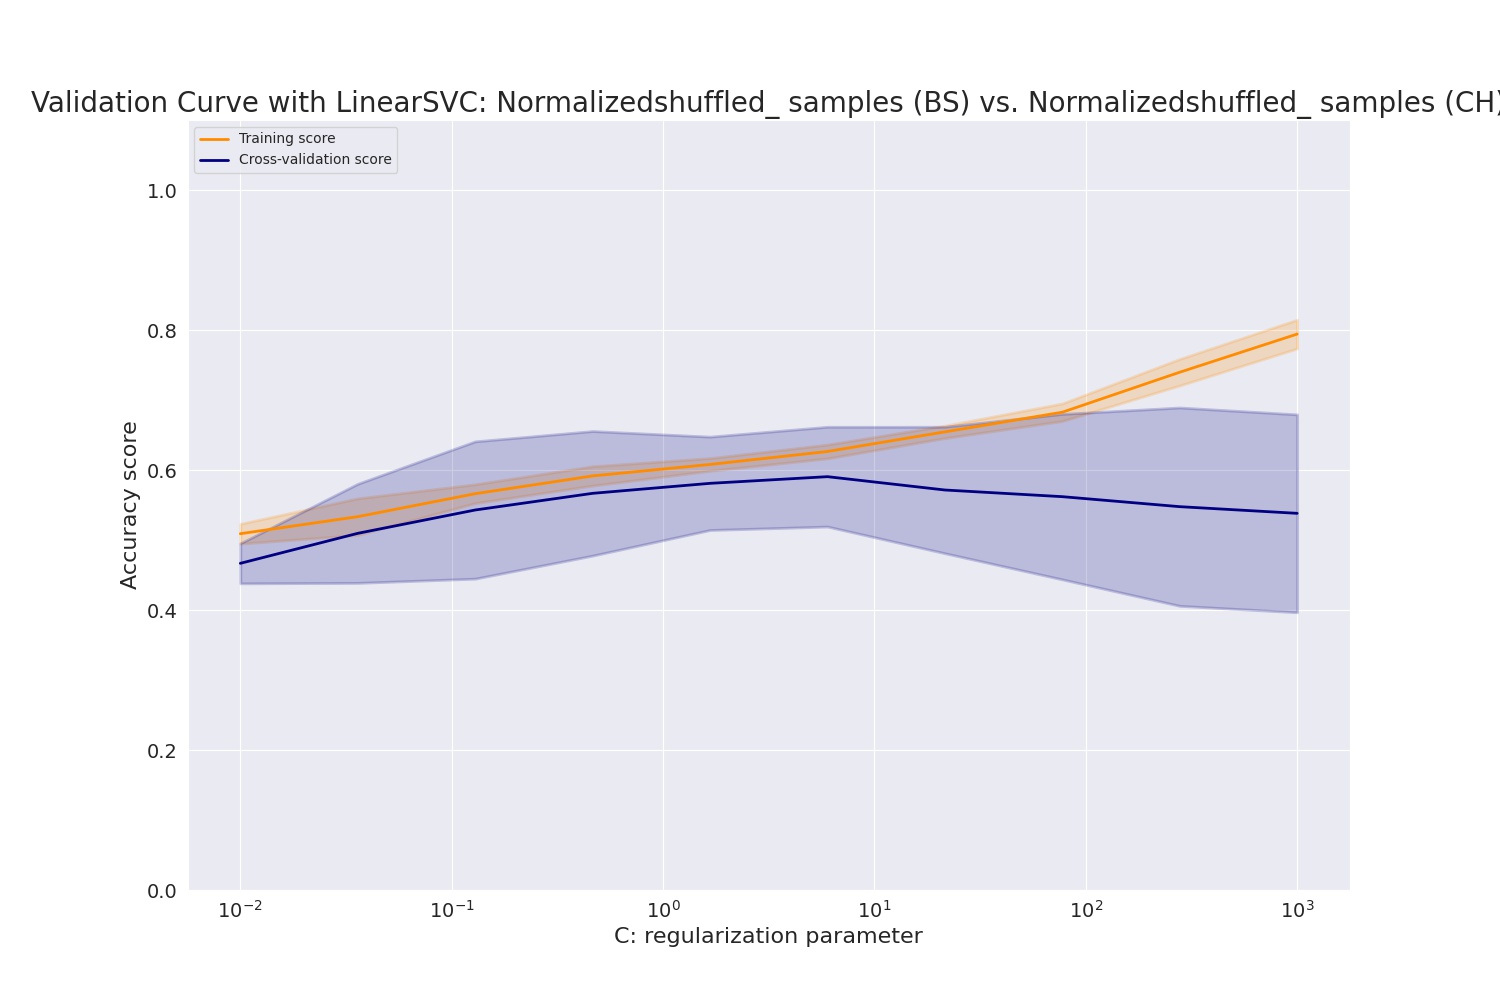 Validation Curve with LinearSVC: Normalizedshuffled_ samples (BS) vs. Normalizedshuffled_ samples (CH)
Training score
Cross-validation score
1.0
0.8
0.6
0.4
0.2
0.0
Accuracy score
10⁻² 10⁻¹ 10⁰ 10¹ 10² 10³
C: regularization parameter